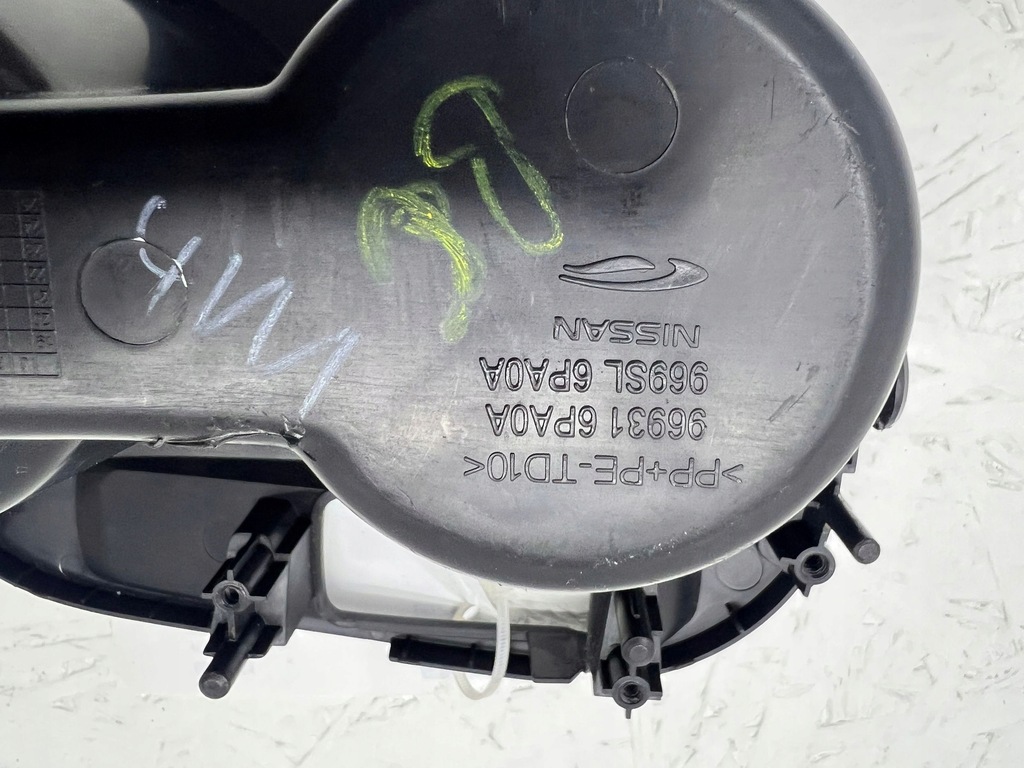 >PP+PE-TD10<
96931 6PA0A
969SL 6PA0A
NISSAN